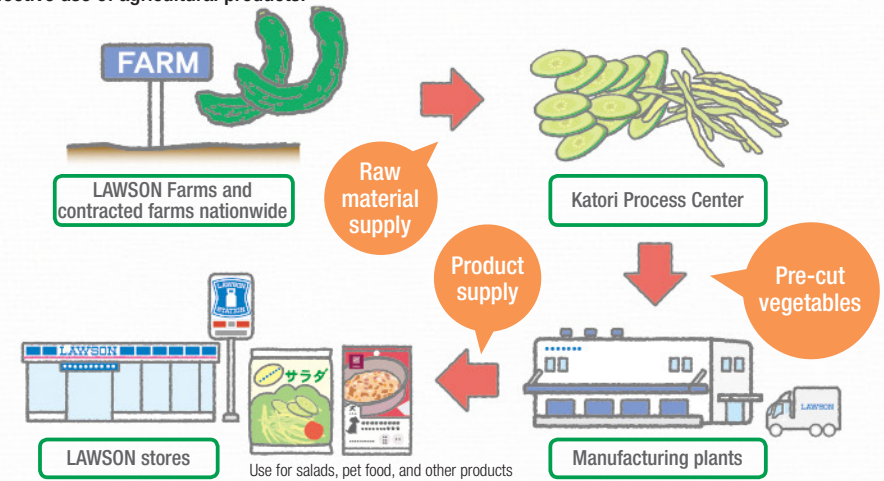 ective use of agricultural products.
FARM
LAWSON Farms and
contracted farms nationwide
Raw
material
supply
Katori Process Center
Product
supply
Pre-cut
vegetables
LAWSON
STATION
LAWSON
サラダ
LAWSON
LAWSON stores
Use for salads, pet food, and other products
Manufacturing plants